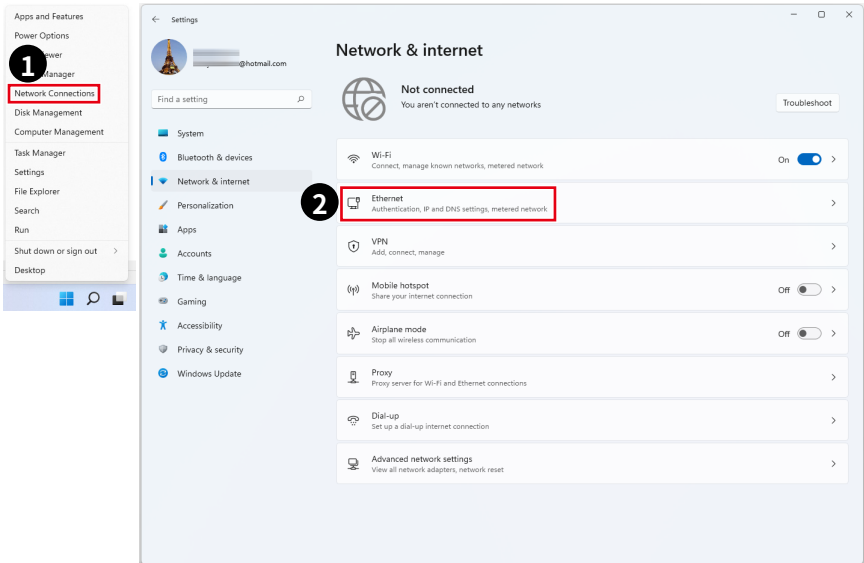 Apps and Features
Power Options
ewer
1
Manager
Network Connections
Disk Management
Computer Management
Task Manager
Settings
File Explorer
Search
Run
Shut down or sign out
Desktop
Settings
@hotmail.com
Find a setting
System
Bluetooth & devices
Network & internet
Personalization
Apps
Accounts
Time & language
Gaming
Accessibility
Privacy & security
Windows Update
Network & internet
Not connected
You aren't connected to any networks
Troubleshoot
Wi-Fi
Connect, manage known networks, metered network
On
2
Ethernet
Authentication, IP and DNS settings, metered network
VPN
Add, connect, manage
Mobile hotspot
Share your internet connection
Off
Airplane mode
Stop all wireless communication
Off
Proxy
Proxy server for Wi-Fi and Ethernet connections
Dial-up
Set up a dial-up internet connection
Advanced network settings
View all network adapters, network reset